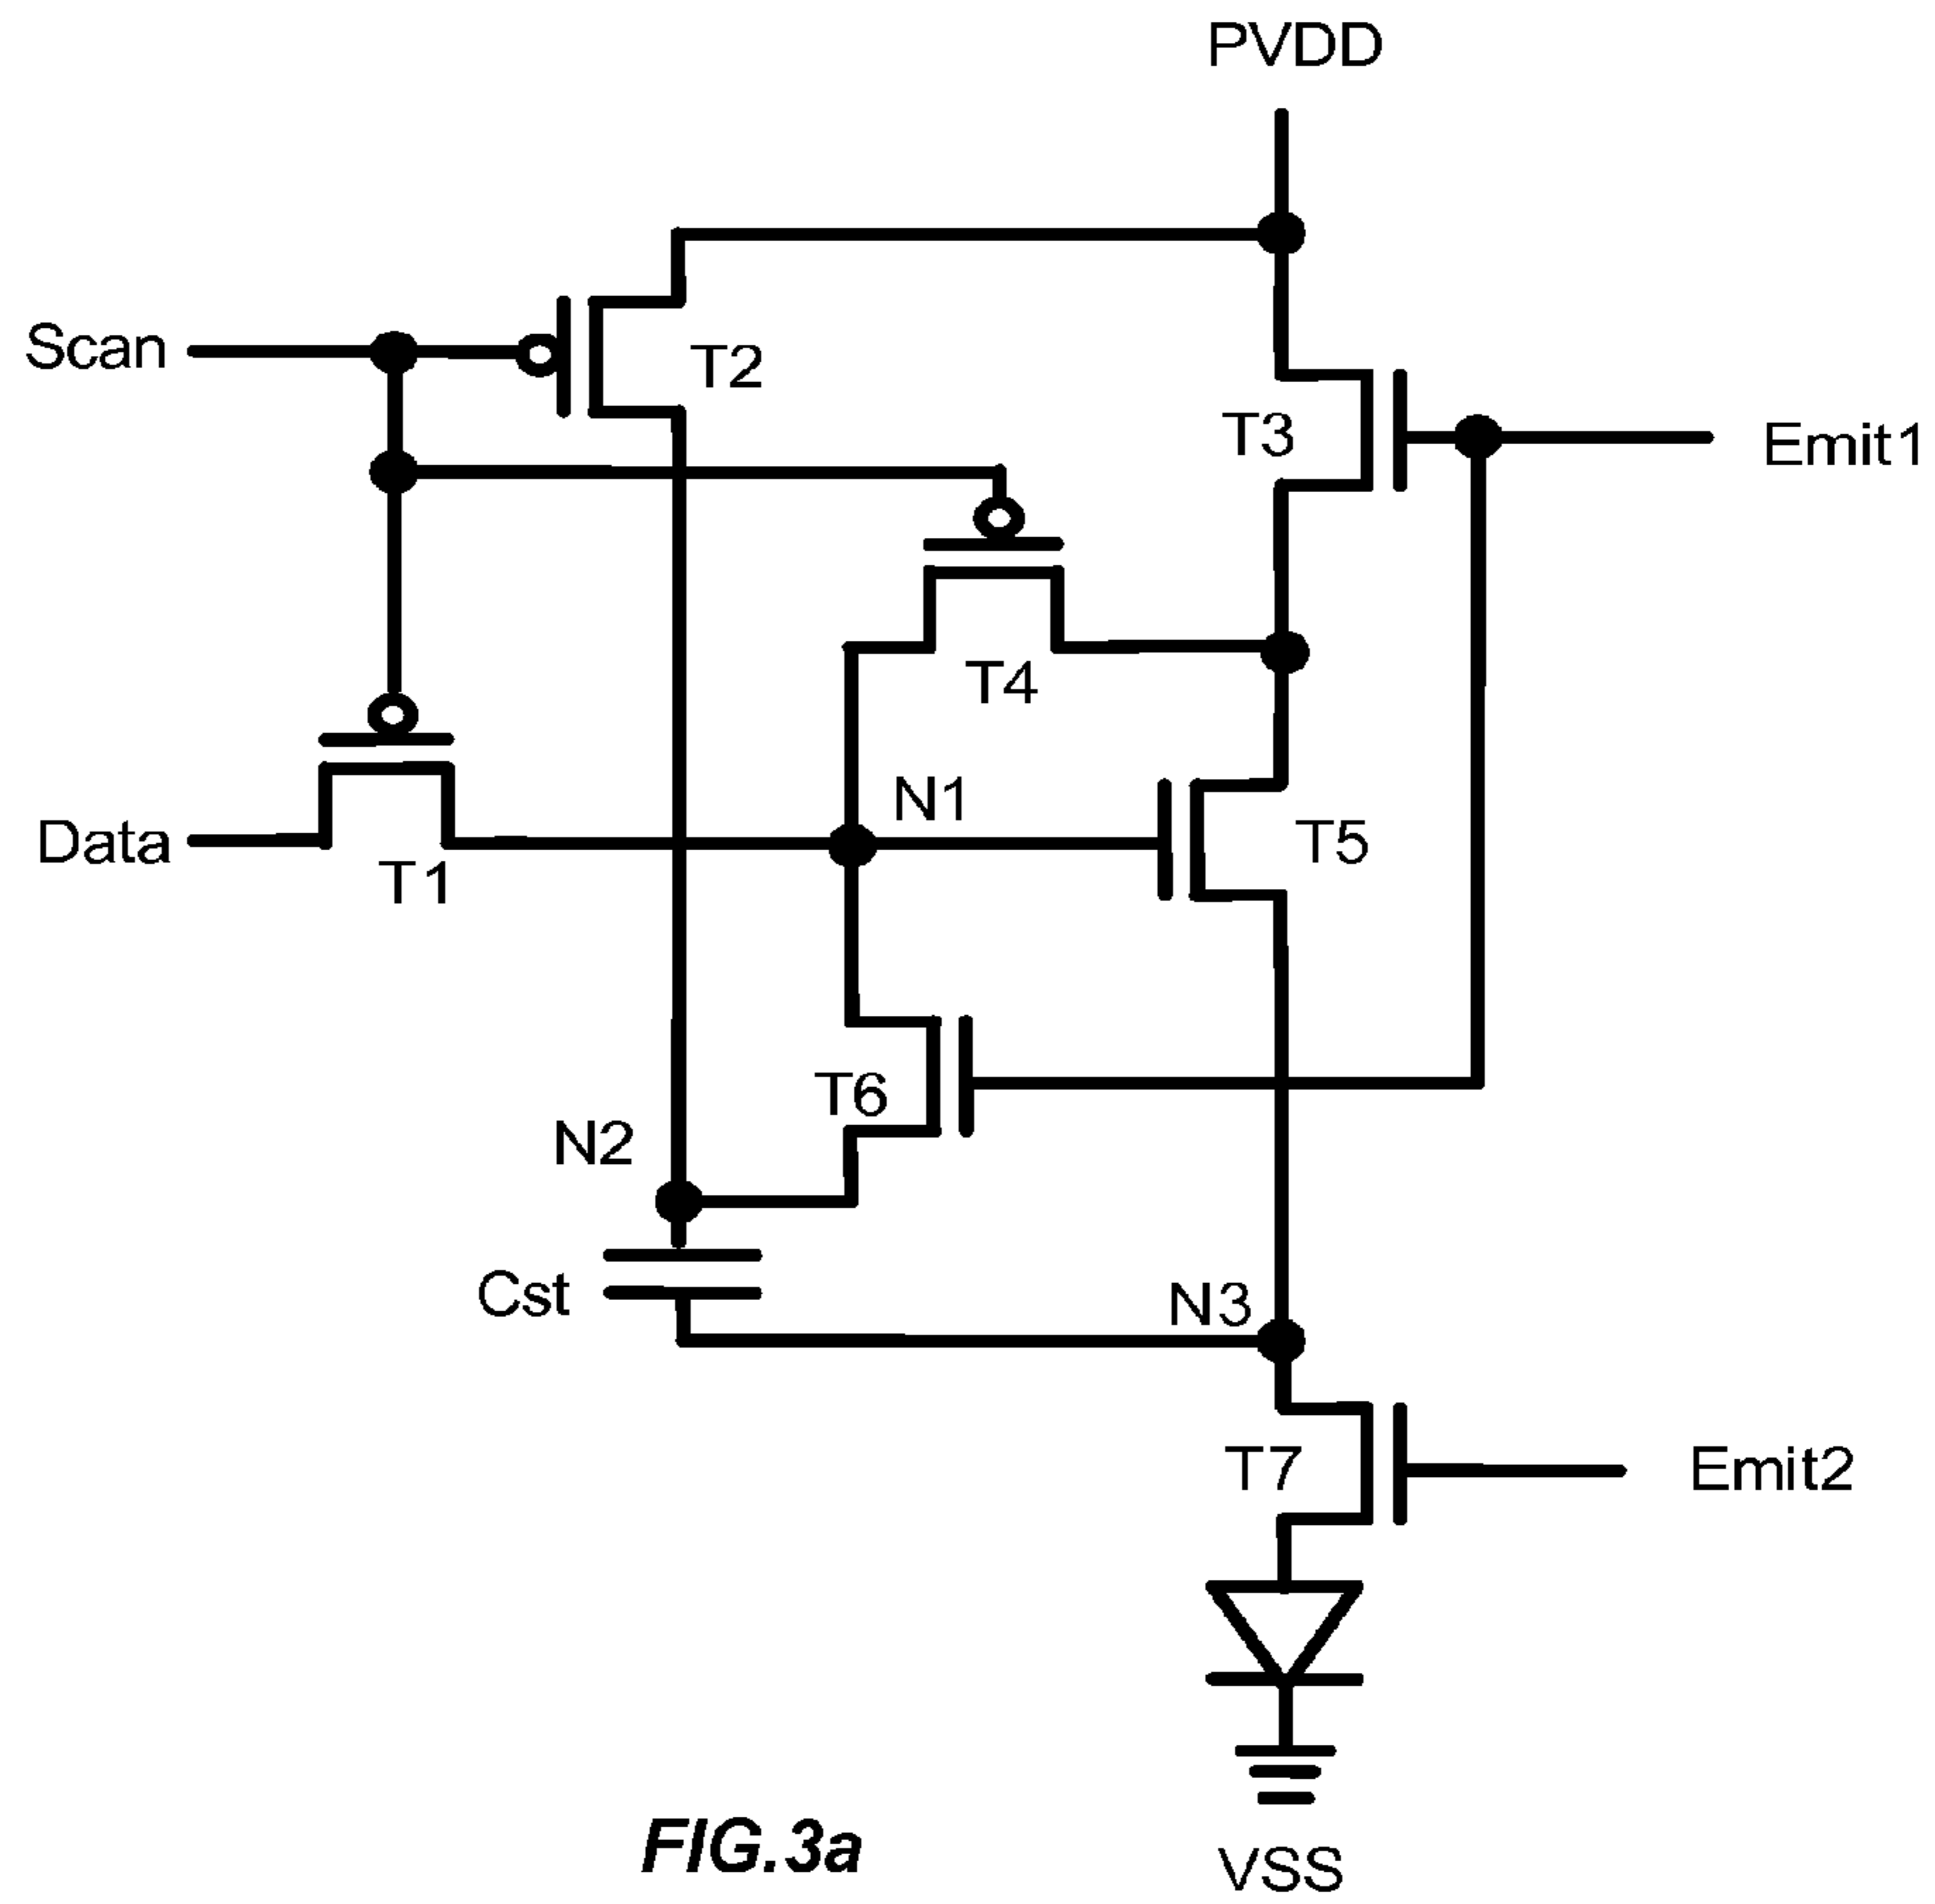 PVDD
Scan
T2
T3
Emit1
T4
N1
Data
T1
T5
T6
N2
Cst
N3
T7
Emit2
FIG.3a
VSS